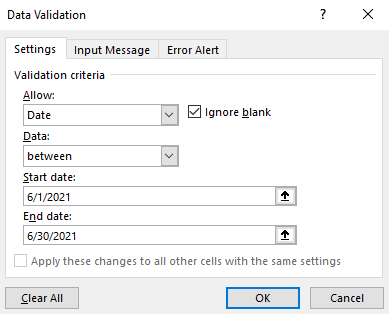 Data Validation ? ×
Settings Input Message Error Alert
Validation criteria
Allow:
Date Ignore blank
Data:
between
Start date:
6/1/2021
End date:
6/30/2021
Apply these changes to all other cells with the same settings
Clear All OK Cancel